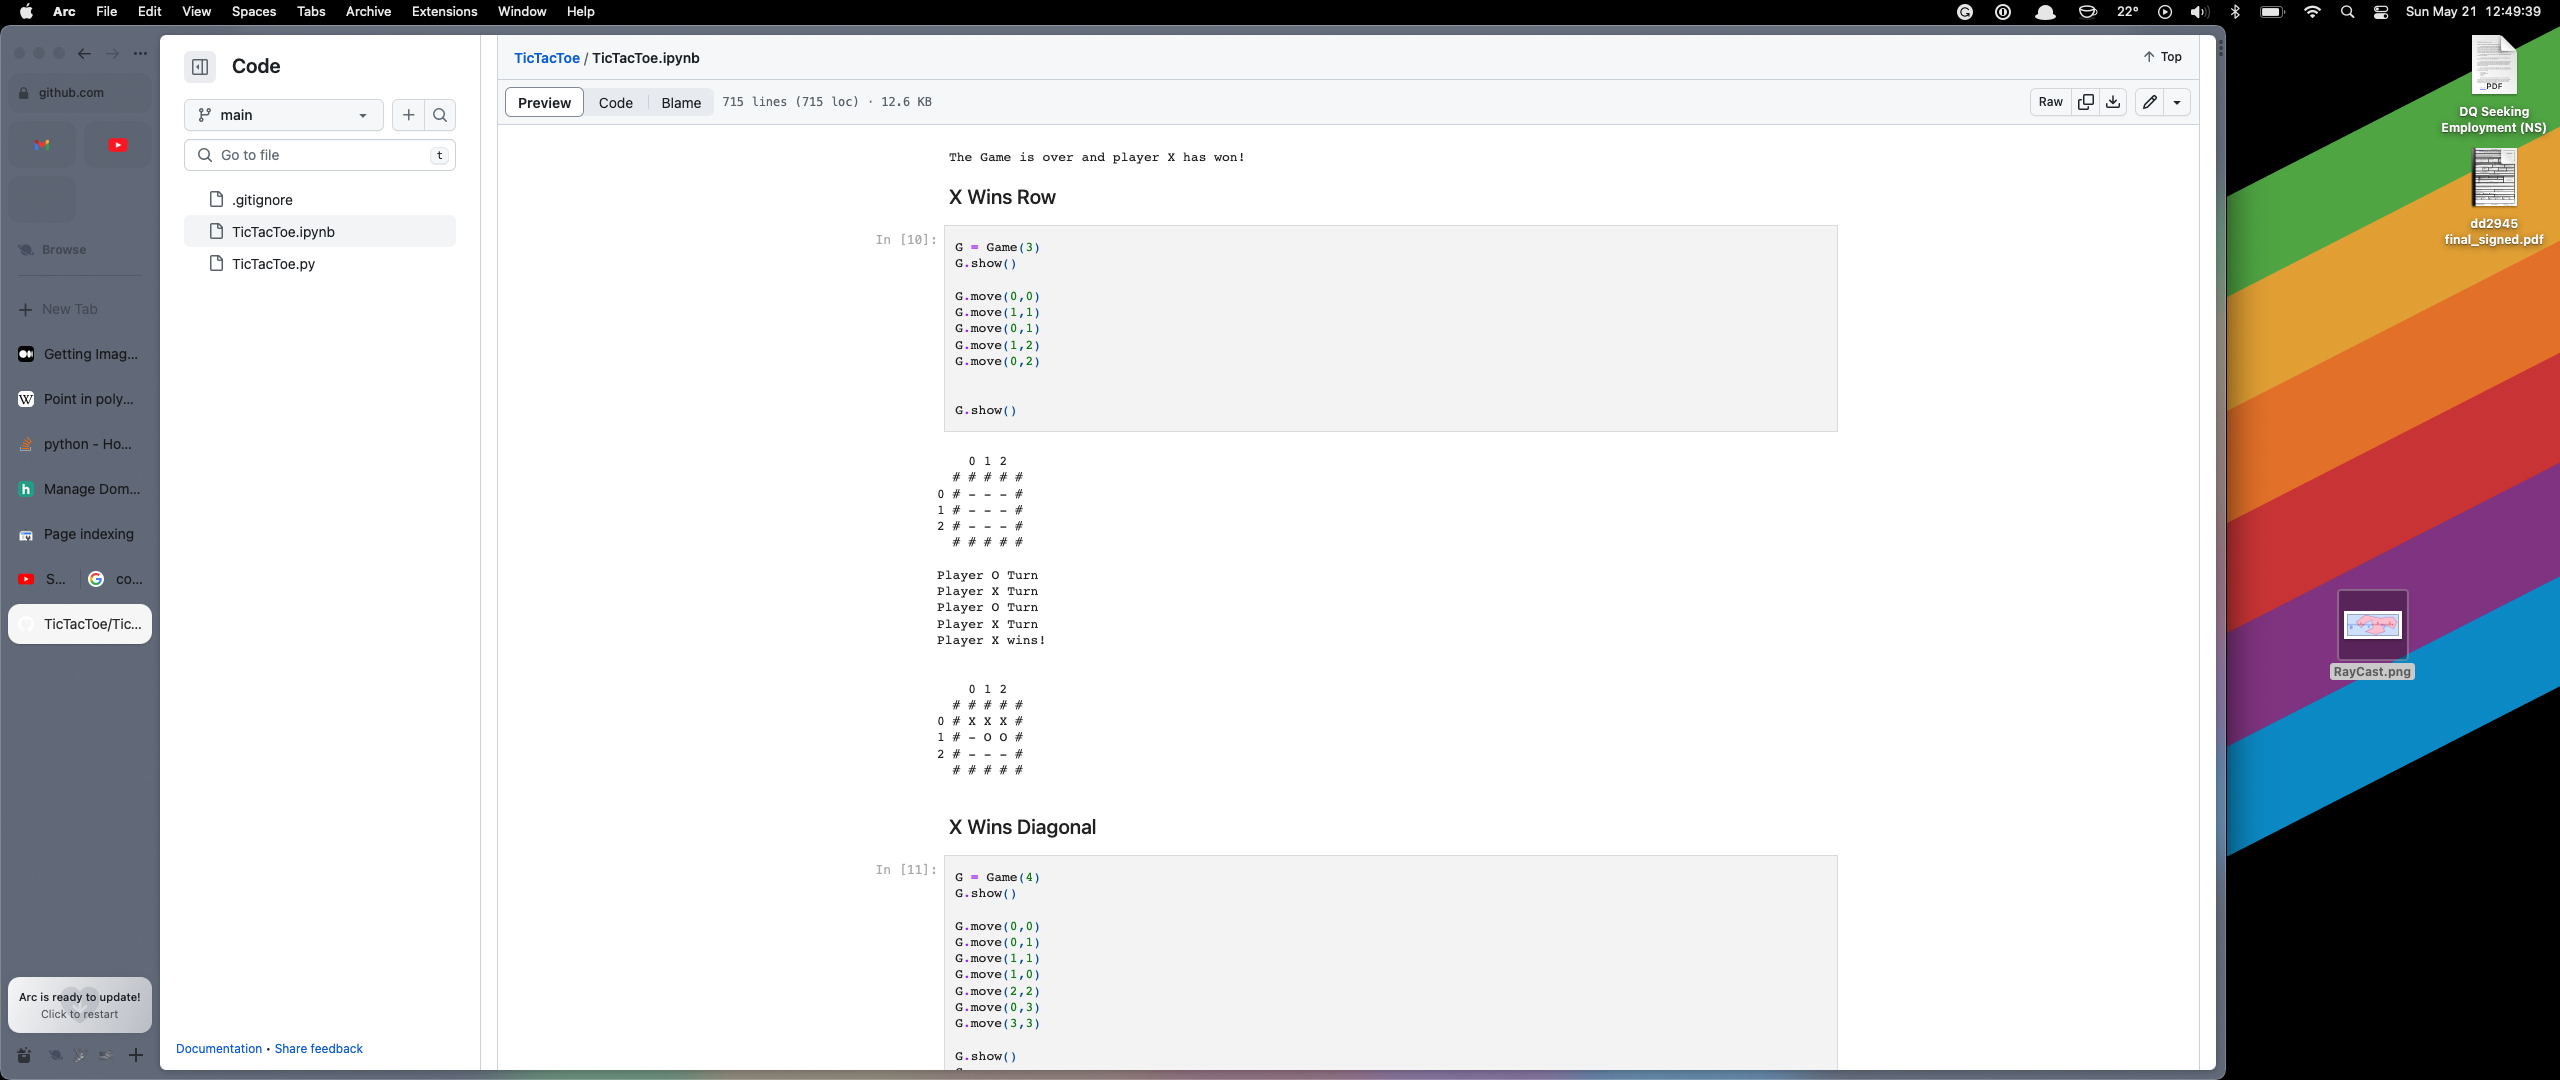 Arc File Edit View Spaces Tabs Archive Extensions Window Help
22° Sun May 21 12:49:39
github.com
Browse
New Tab
Getting Imag...
Point in poly...
python - Ho...
Manage Dom...
Page indexing
S... co...
TicTacToe/Tic...
Arc is ready to update!
Click to restart
Code
main
Go to file t
.gitignore
TicTacToe.ipynb
TicTacToe.py
Documentation • Share feedback
TicTacToe / TicTacToe.ipynb
Top
Preview Code Blame 715 lines (715 loc) · 12.6 KB
Raw
The Game is over and player X has won!
X Wins Row
In [10]:
G = Game(3)
G.show()
G.move(0,0)
G.move(1,1)
G.move(0,1)
G.move(1,2)
G.move(0,2)
G.show()
0 1 2
# # # # #
0 # - - - #
1 # - - - #
2 # - - - #
# # # # #
Player O Turn
Player X Turn
Player O Turn
Player X Turn
Player X wins!
0 1 2
# # # # #
0 # X X X #
1 # - O O #
2 # - - - #
# # # # #
X Wins Diagonal
In [11]:
G = Game(4)
G.show()
G.move(0,0)
G.move(0,1)
G.move(1,1)
G.move(1,0)
G.move(2,2)
G.move(0,3)
G.move(3,3)
G.show()
PDF
DQ Seeking
Employment (NS)
dd2945
final_signed.pdf
RayCast.png